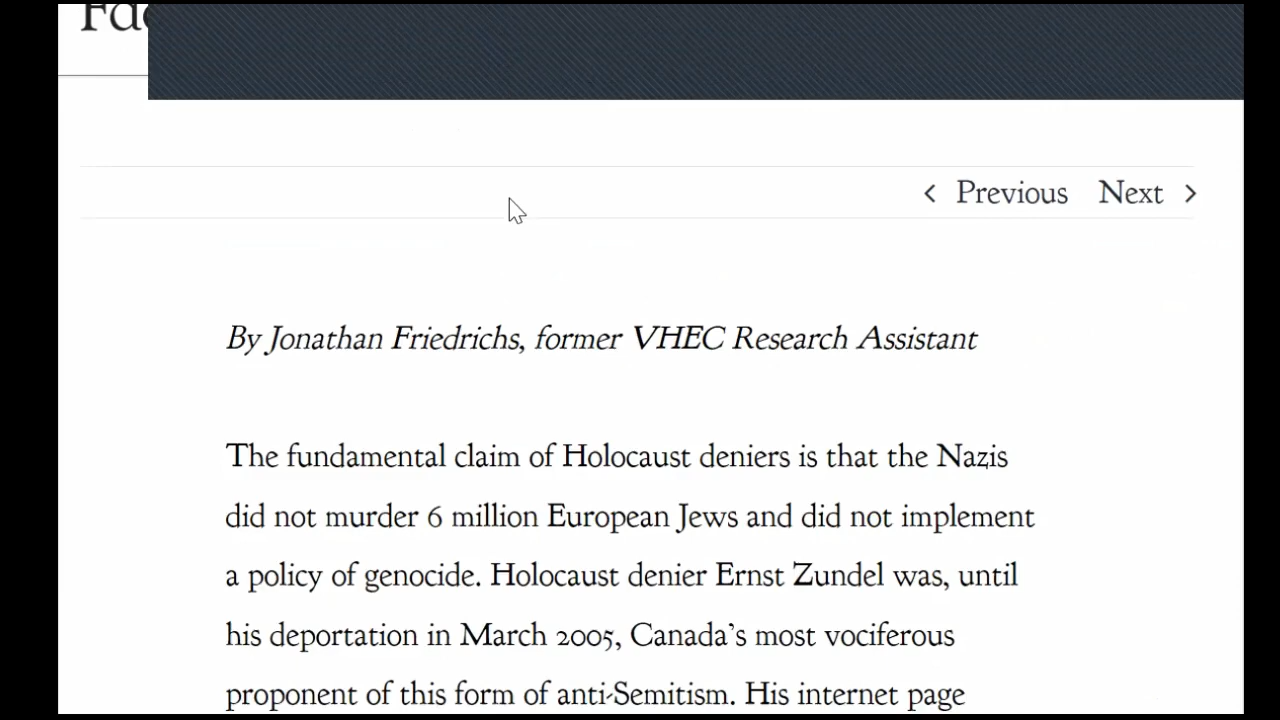 Previous Next
By Jonathan Friedrichs, former VHEC Research Assistant
The fundamental claim of Holocaust deniers is that the Nazis
did not murder 6 million European Jews and did not implement
a policy of genocide. Holocaust denier Ernst Zundel was, until
his deportation in March 2005, Canada’s most vociferous
proponent of this form of anti-Semitism. His internet page